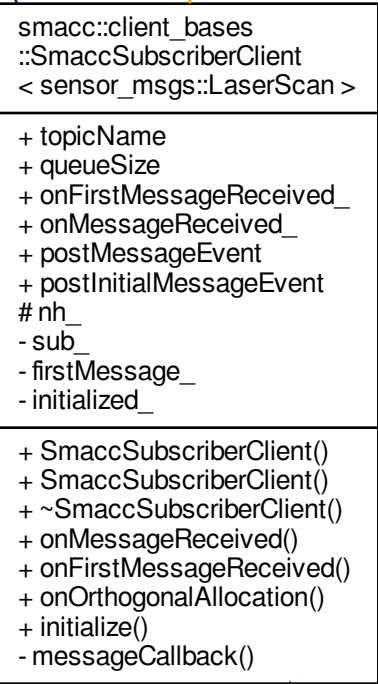 smacc::client_bases
::SmaccSubscriberClient
< sensor_msgs::LaserScan >
+ topicName
+ queueSize
+ onFirstMessageReceived_
+ onMessageReceived_
+ postMessageEvent
+ postInitialMessageEvent
# nh_
- sub_
- firstMessage_
- initialized_
+ SmaccSubscriberClient()
+ SmaccSubscriberClient()
+ ~SmaccSubscriberClient()
+ onMessageReceived()
+ onFirstMessageReceived()
+ onOrthogonalAllocation()
+ initialize()
- messageCallback()